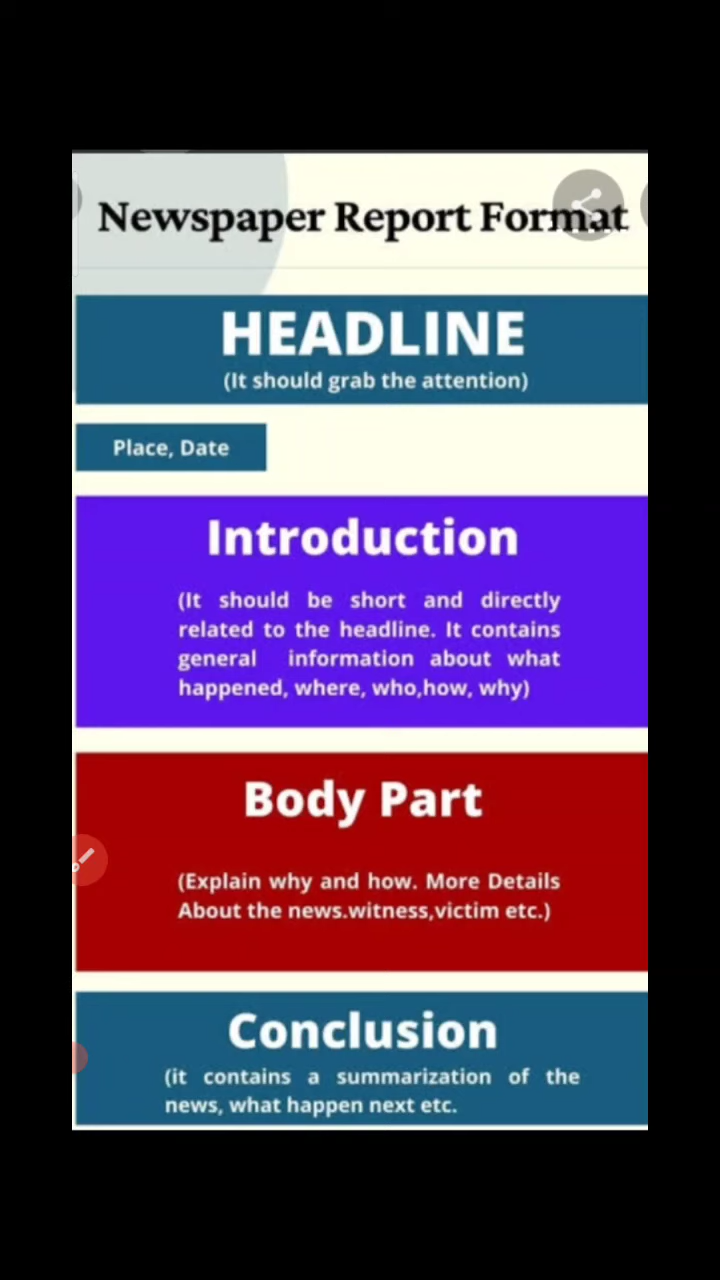 Newspaper Report Format
HEADLINE
(It should grab the attention)
Place, Date
Introduction
(It should be short and directly
related to the headline. It contains
general information about what
happened, where, who,how, why)
Body Part
(Explain why and how. More Details
About the news.witness,victim etc.)
Conclusion
(it contains a summarization of the
news, what happen next etc.